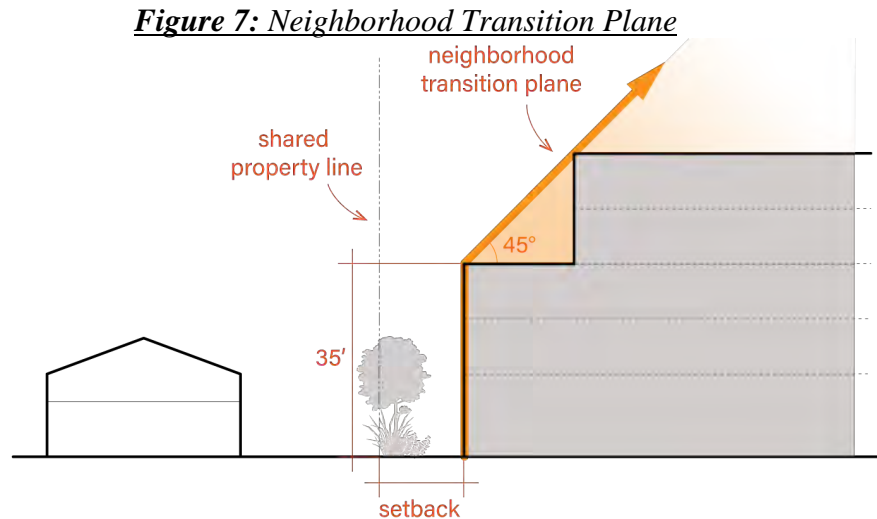 Figure 7: Neighborhood Transition Plane
neighborhood
transition plane
shared
property line
45°
35'
setback